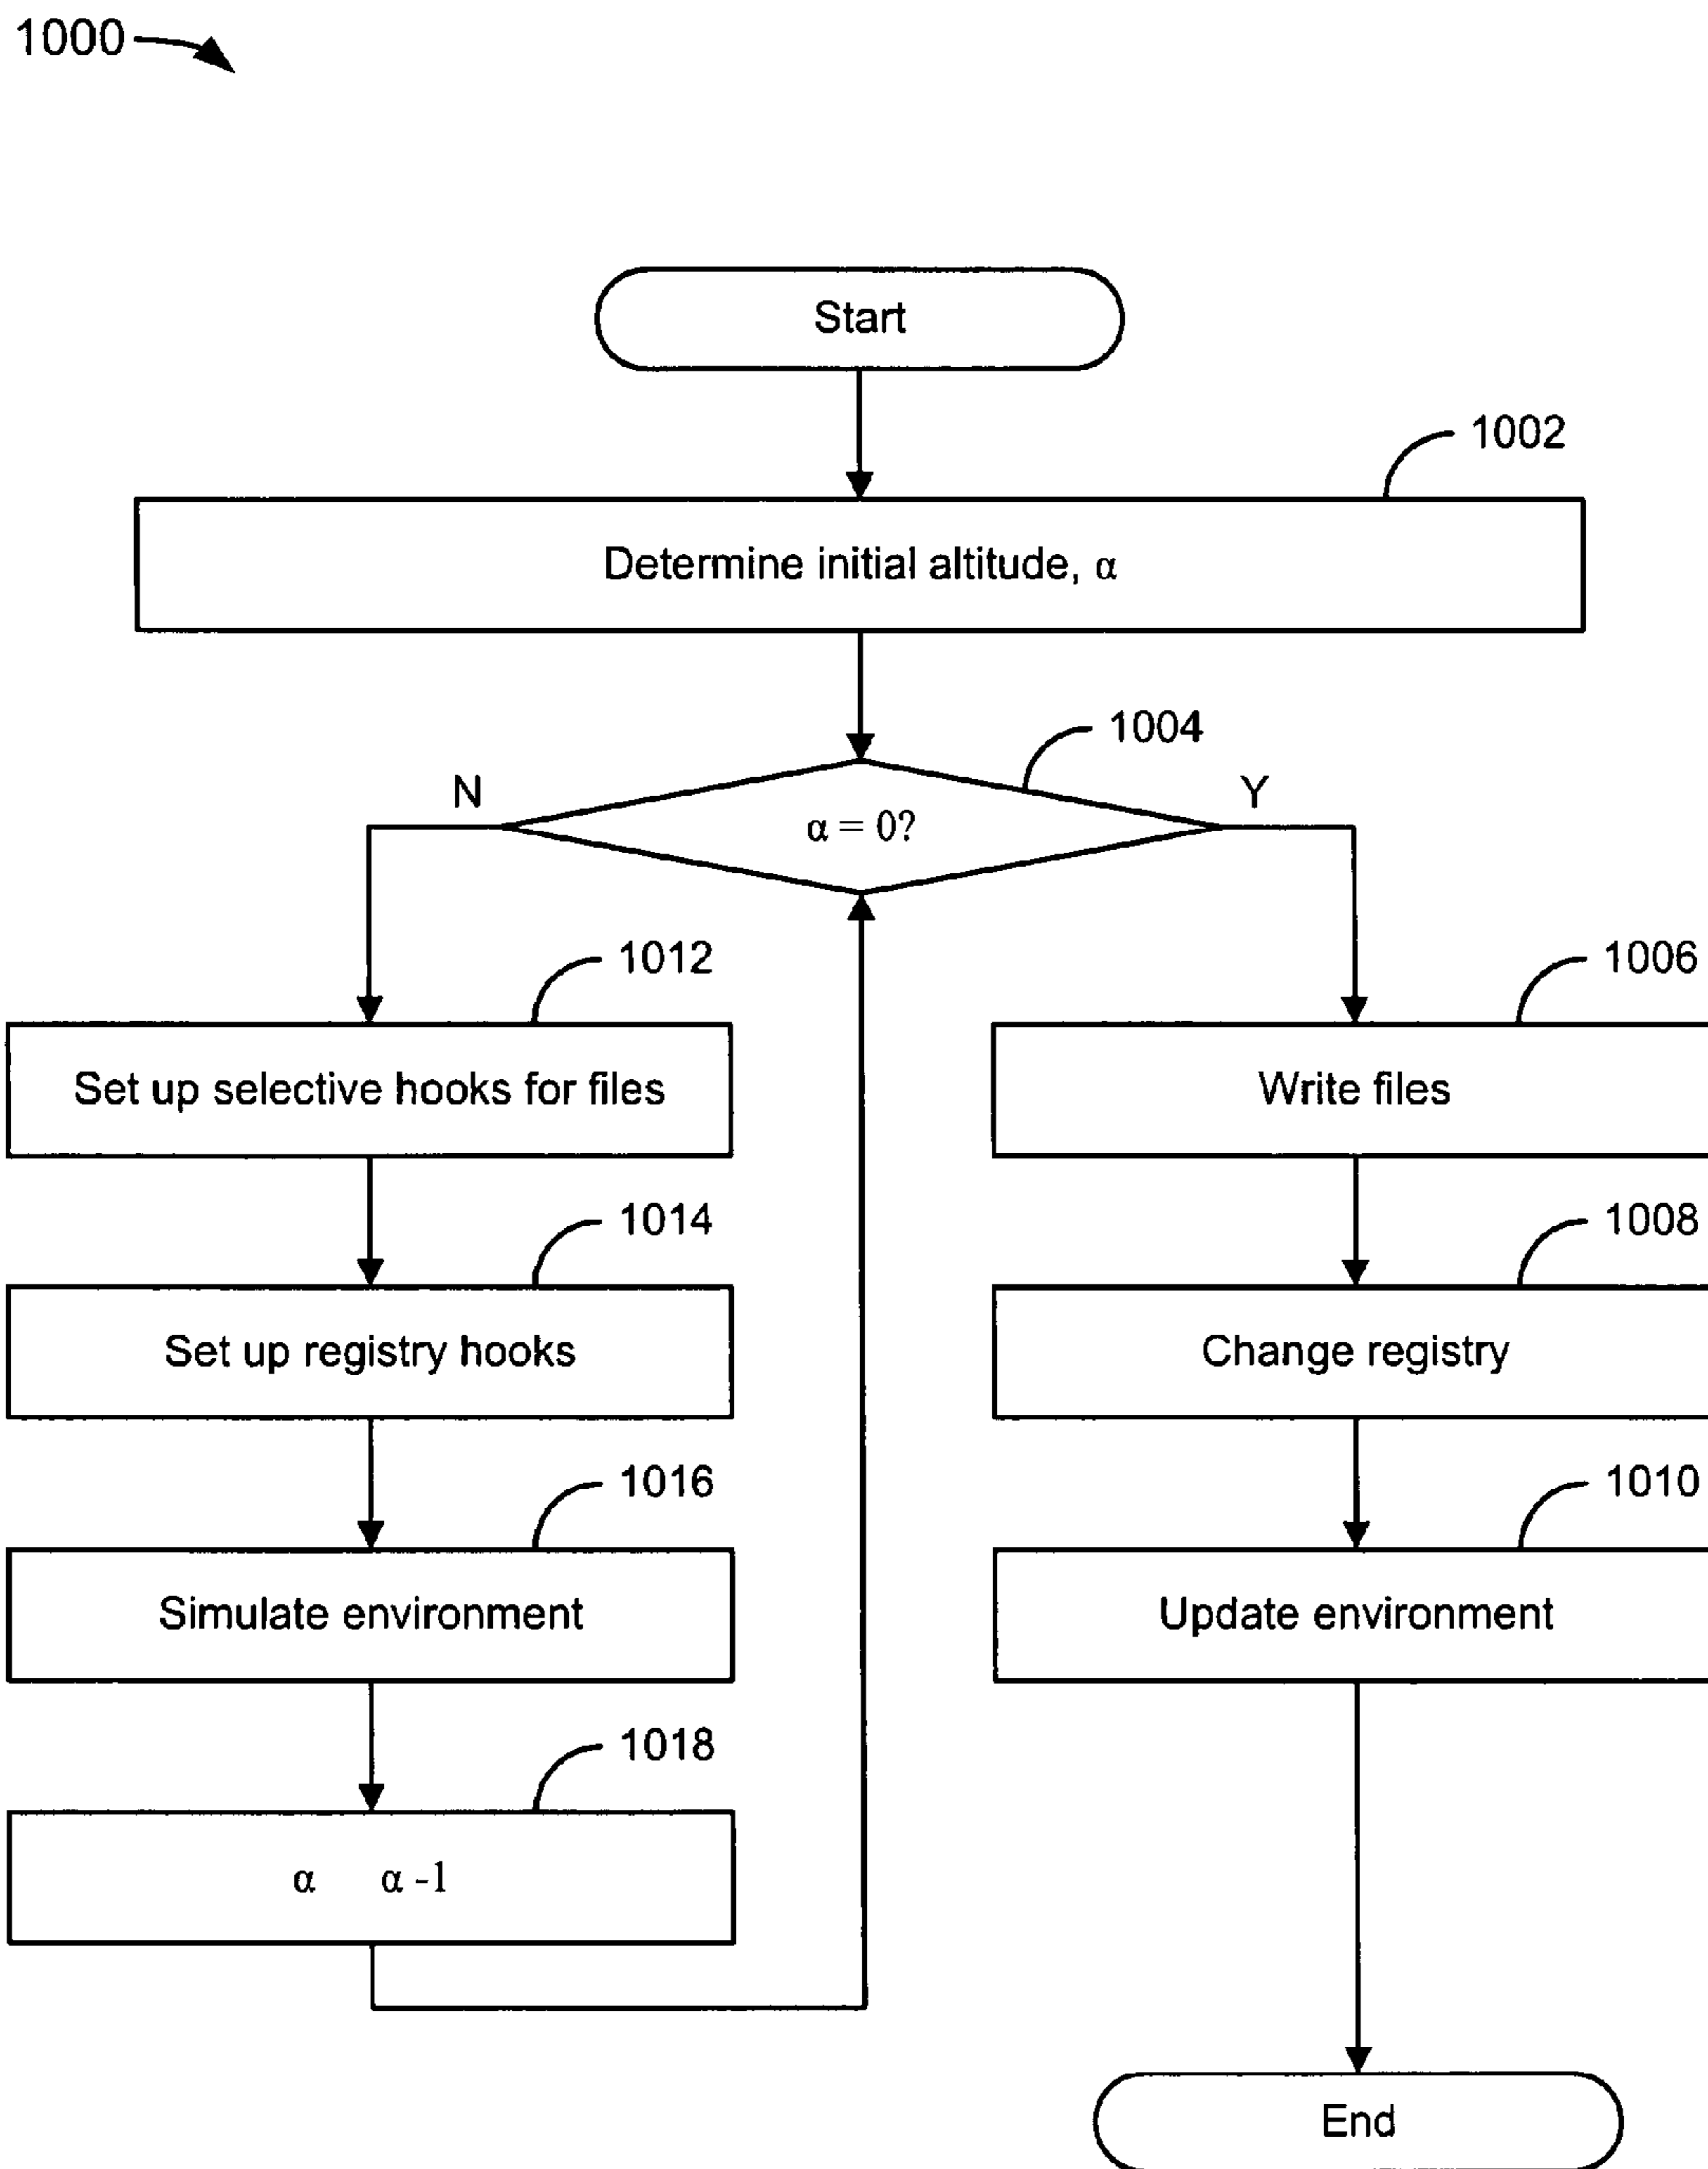 1000
Start
1002
Determine initial altitude, α
1004
N
Y
α = 0?
1012
1006
Set up selective hooks for files
Write files
1014
1008
Set up registry hooks
Change registry
1016
1010
Simulate environment
Update environment
1018
α α -1
End